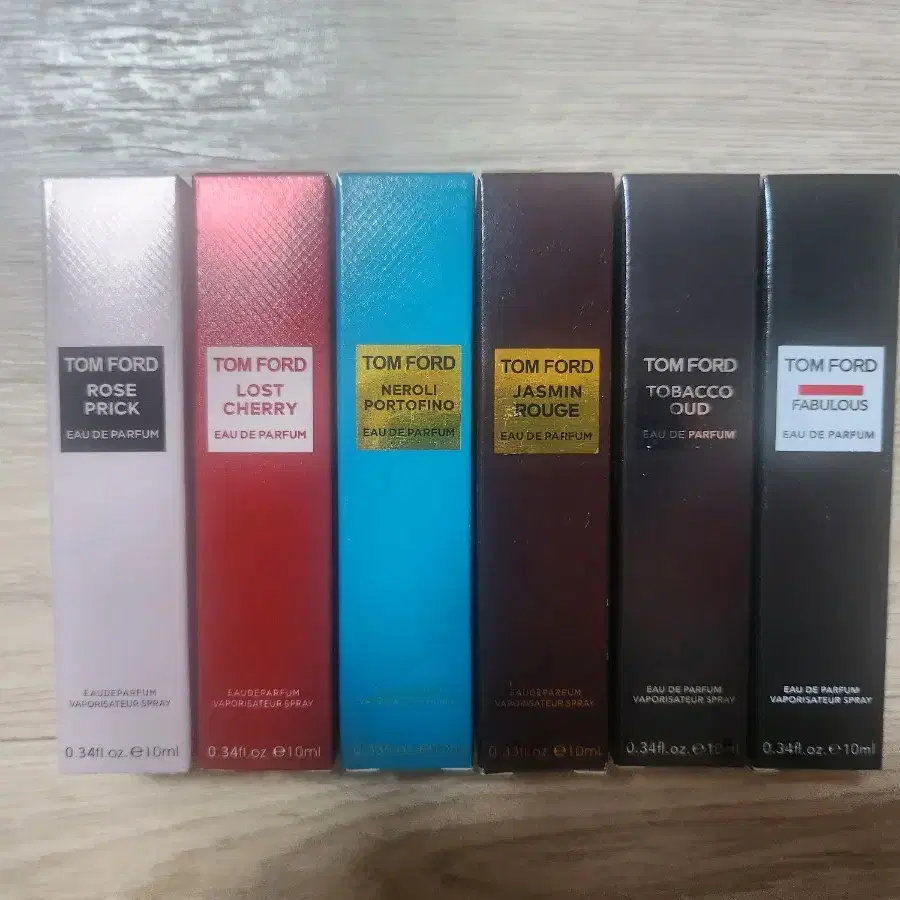 TOM FORD
ROSE
PRICK
EAU DE PARFUM
EAUDEPARFUM
VAPORISATEUR SPRAY
0.34fl.oz. ℮10ml
TOM FORD
LOST
CHERRY
EAU DE PARFUM
EAUDEPARFUM
VAPORISATEUR SPRAY
0.34fl.oz ℮10ml
TOM FORD
NEROLI
PORTOFINO
EAU DE PARFUM
TOM FORD
JASMIN
ROUGE
EAU DE PARFUM
EAUDEPARFUM
VAPORISATEUR SPRAY
0.33fl.oz. ℮10ml
TOM FORD
TOBACCO
OUD
EAU DE PARFUM
EAU DE PARFUM
VAPORISATEUR SPRAY
0.34fl.oz.
TOM FORD
FABULOUS
EAU DE PARFUM
EAU DE PARFUM
VAPORISATEUR SPRAY
0.34fl.oz. ℮10ml